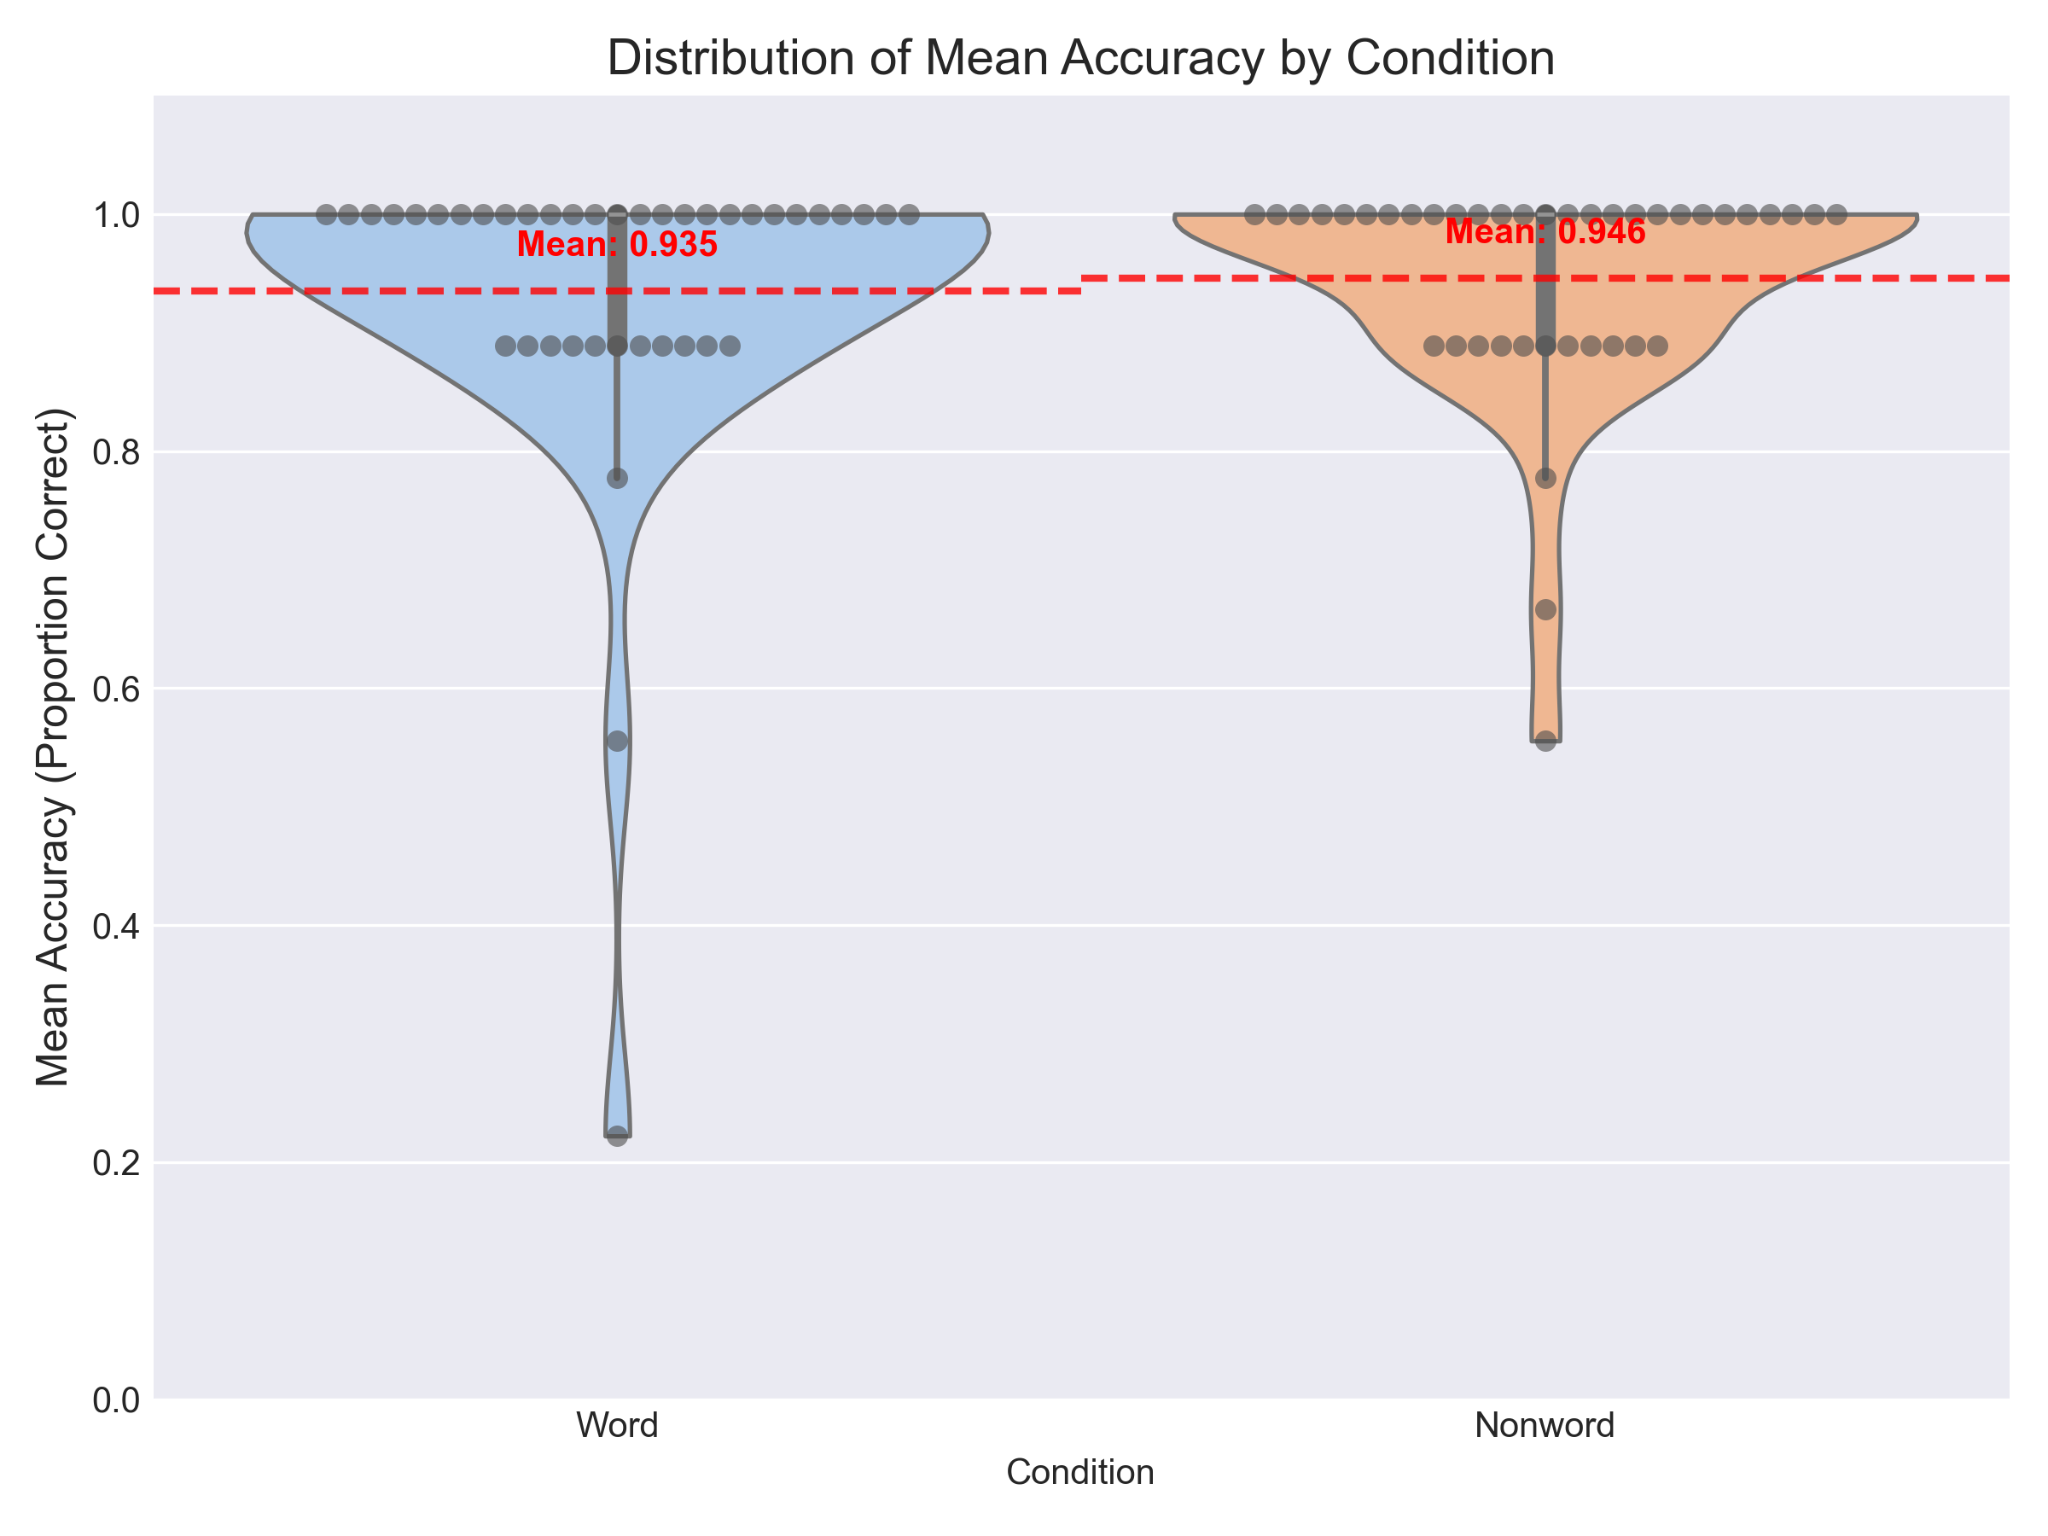 Distribution of Mean Accuracy by Condition
Mean Accuracy (Proportion Correct)
1.0
0.8
0.6
0.4
0.2
0.0
Mean: 0.935
Mean: 0.946
Word
Nonword
Condition